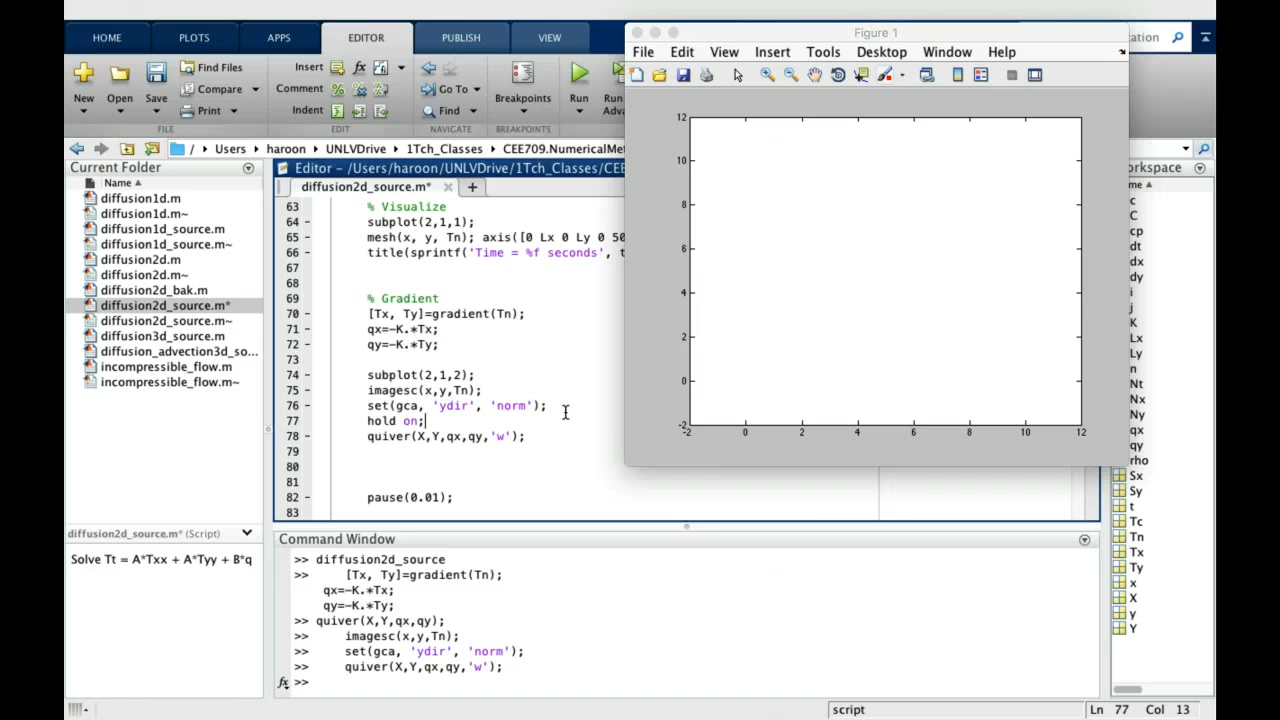 HOME PLOTS APPS EDITOR PUBLISH VIEW
Figure 1
File Edit View Insert Tools Desktop Window Help
New Open Save
Find Files
Compare
Print
Insert fx
Comment
Indent
Go To
Find
Breakpoints
Run
FILE EDIT NAVIGATE BREAKPOINTS
/ Users haroon UNLVDrive 1Tch_Classes CEE709.NumericalMet
Current Folder
Name
diffusion1d.m
diffusion1d.m~
diffusion1d_source.m
diffusion1d_source.m~
diffusion2d.m
diffusion2d.m~
diffusion2d_bak.m
diffusion2d_source.m*
diffusion2d_source.m~
diffusion3d_source.m
diffusion_advection3d_so...
incompressible_flow.m
incompressible_flow.m~
diffusion2d_source.m* (Script)
Solve Tt = A*Txx + A*Tyy + B*q
Editor - /Users/haroon/UNLVDrive/1Tch_Classes/CEE
diffusion2d_source.m*
63 % Visualize
64 - subplot(2,1,1);
65 - mesh(x, y, Tn); axis([0 Lx 0 Ly 0 50
66 - title(sprintf('Time = %f seconds', t
67
68
69 % Gradient
70 - [Tx, Ty]=gradient(Tn);
71 - qx=-K.*Tx;
72 - qy=-K.*Ty;
73
74 - subplot(2,1,2);
75 - imagesc(x,y,Tn);
76 - set(gca, 'ydir', 'norm');
77 - hold on;
78 - quiver(X,Y,qx,qy,'w');
79
80
81
82 - pause(0.01);
83
12
10
8
6
4
2
0
-2
-2 0 2 4 6 8 10 12
Command Window
>> diffusion2d_source
>> [Tx, Ty]=gradient(Tn);
qx=-K.*Tx;
qy=-K.*Ty;
>> quiver(X,Y,qx,qy);
>> imagesc(x,y,Tn);
>> set(gca, 'ydir', 'norm');
>> quiver(X,Y,qx,qy,'w');
fx >>
c
C
cp
dt
dx
dy
i
j
K
Lx
Ly
n
Nt
Nx
Ny
qx
qy
rho
Sx
Sy
t
Tc
Tn
Tx
Ty
x
X
y
Y
script
Ln 77 Col 13